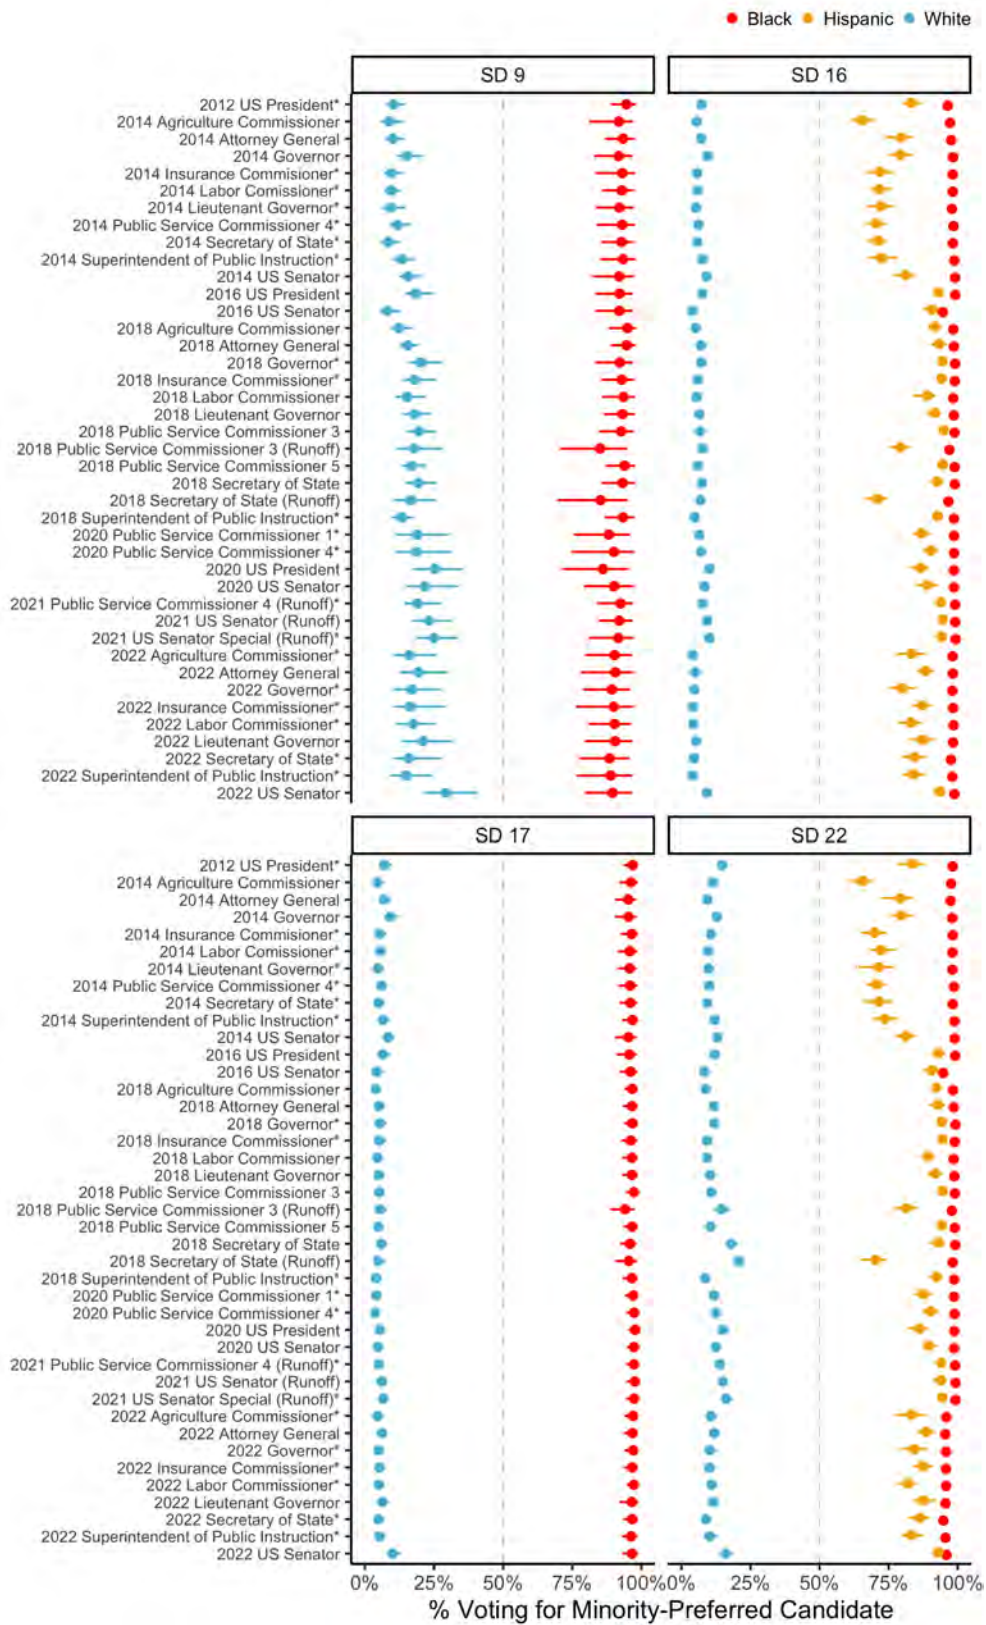 Black Hispanic White
SD 9 SD 16
2012 US President*
2014 Agriculture Commissioner
2014 Attorney General
2014 Governor
2014 Insurance Commisioner*
2014 Labor Comissioner*
2014 Lieutenant Governor*
2014 Public Service Commissioner 4*
2014 Secretary of State*
2014 Superintendent of Public Instruction*
2014 US Senator
2016 US President
2016 US Senator
2018 Agriculture Commissioner
2018 Attorney General
2018 Governor*
2018 Insurance Commissioner*
2018 Labor Commissioner
2018 Lieutenant Governor
2018 Public Service Commissioner 3
2018 Public Service Commissioner 3 (Runoff)
2018 Public Service Commissioner 5
2018 Secretary of State
2018 Secretary of State (Runoff)
2018 Superintendent of Public Instruction*
2020 Public Service Commissioner 1*
2020 Public Service Commissioner 4*
2020 US President
2020 US Senator
2021 Public Service Commissioner 4 (Runoff)*
2021 US Senator (Runoff)
2021 US Senator Special (Runoff)*
2022 Agriculture Commissioner*
2022 Attorney General
2022 Governor*
2022 Insurance Commissioner*
2022 Labor Commissioner*
2022 Lieutenant Governor
2022 Secretary of State*
2022 Superintendent of Public Instruction*
2022 US Senator
SD 17 SD 22
2012 US President*
2014 Agriculture Commissioner
2014 Attorney General
2014 Governor
2014 Insurance Commisioner*
2014 Labor Comissioner*
2014 Lieutenant Governor*
2014 Public Service Commissioner 4*
2014 Secretary of State*
2014 Superintendent of Public Instruction*
2014 US Senator
2016 US President
2016 US Senator
2018 Agriculture Commissioner
2018 Attorney General
2018 Governor*
2018 Insurance Commissioner*
2018 Labor Commissioner
2018 Lieutenant Governor
2018 Public Service Commissioner 3
2018 Public Service Commissioner 3 (Runoff)
2018 Public Service Commissioner 5
2018 Secretary of State
2018 Secretary of State (Runoff)
2018 Superintendent of Public Instruction*
2020 Public Service Commissioner 1*
2020 Public Service Commissioner 4*
2020 US President
2020 US Senator
2021 Public Service Commissioner 4 (Runoff)*
2021 US Senator (Runoff)
2021 US Senator Special (Runoff)*
2022 Agriculture Commissioner*
2022 Attorney General
2022 Governor*
2022 Insurance Commissioner*
2022 Labor Commissioner*
2022 Lieutenant Governor
2022 Secretary of State*
2022 Superintendent of Public Instruction*
2022 US Senator
0% 25% 50% 75% 100% 0% 25% 50% 75% 100%
% Voting for Minority-Preferred Candidate